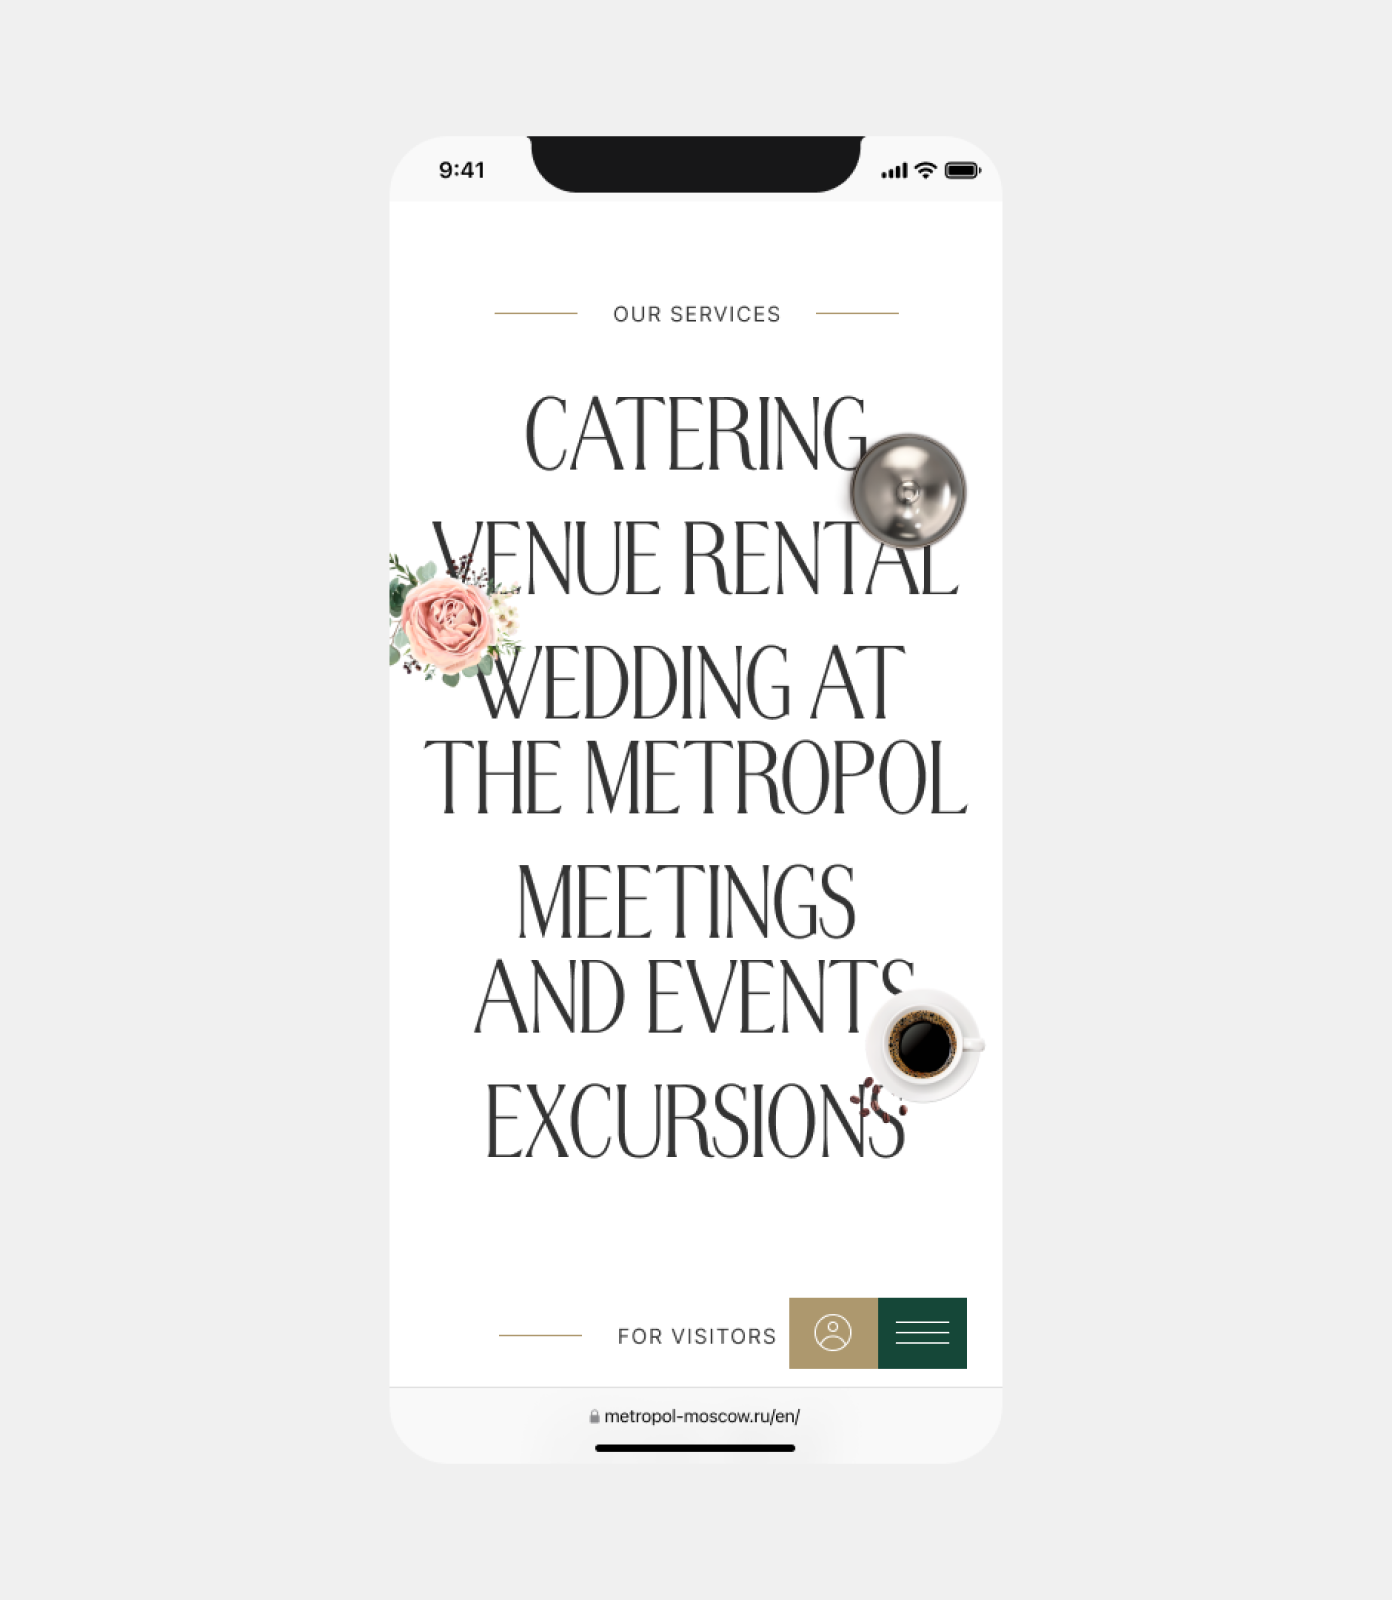 9:41
OUR SERVICES
CATERING
VENUE RENTAL
WEDDING AT
THE METROPOL
MEETINGS
AND EVENTS
EXCURSIONS
FOR VISITORS
metropol-moscow.ru/en/